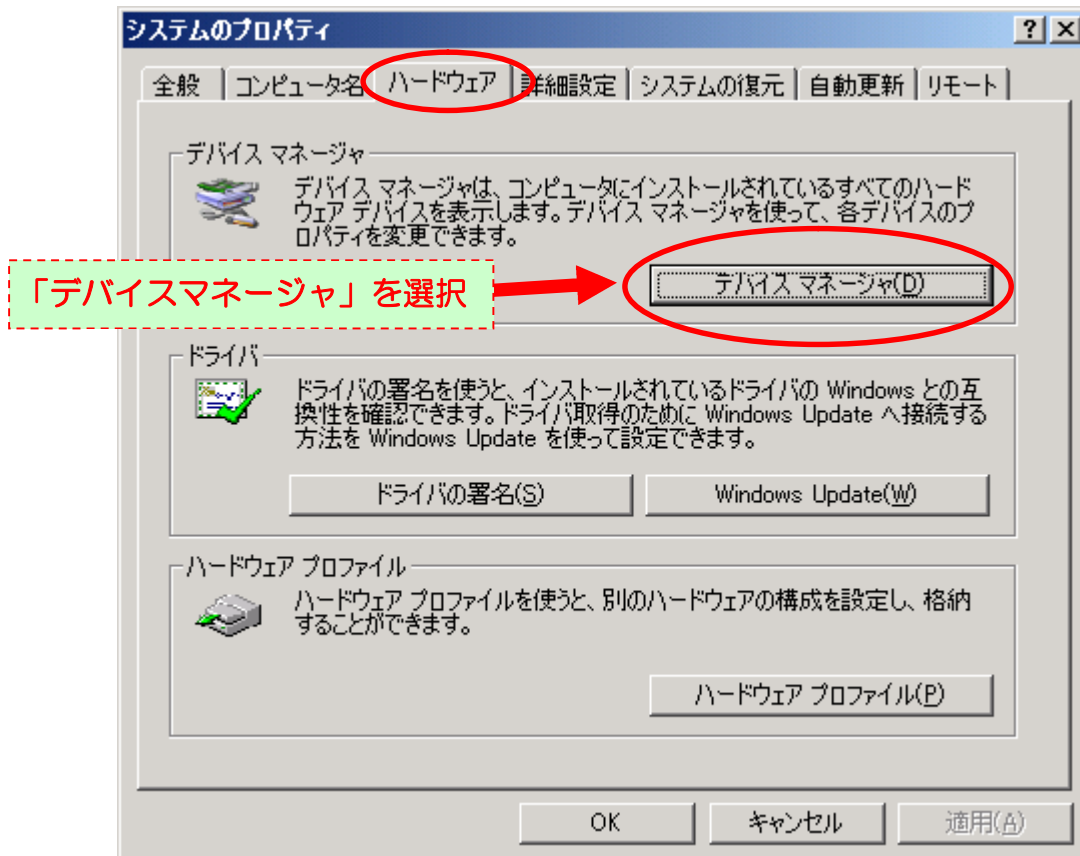 システムのプロパティ
全般 コンピュータ名 ハードウェア 詳細設定 システムの復元 自動更新 リモート
デバイス マネージャ
デバイス マネージャは、コンピュータにインストールされているすべてのハード
ウェア デバイスを表示します。デバイス マネージャを使って、各デバイスのプ
ロパティを変更できます。
「デバイスマネージャ」を選択
デバイス マネージャ(D)
ドライバ
ドライバの署名を使うと、インストールされているドライバの Windows との互
換性を確認できます。ドライバ取得のために Windows Update へ接続する
方法を Windows Update を使って設定できます。
ドライバの署名(S) Windows Update(W)
ハードウェア プロファイル
ハードウェア プロファイルを使うと、別のハードウェアの構成を設定し、格納
することができます。
ハードウェア プロファイル(P)
OK キャンセル 適用(A)